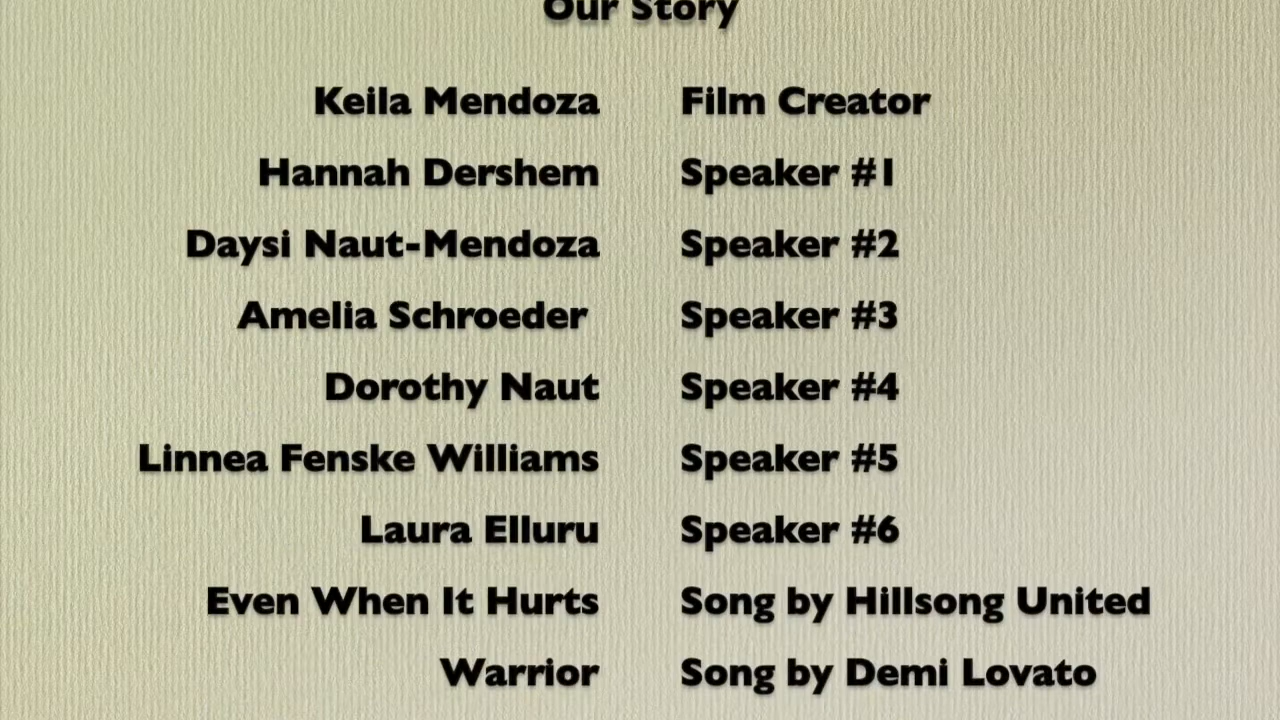 Our Story
Keila Mendoza Film Creator
Hannah Dershem Speaker #1
Daysi Naut-Mendoza Speaker #2
Amelia Schroeder Speaker #3
Dorothy Naut Speaker #4
Linnea Fenske Williams Speaker #5
Laura Elluru Speaker #6
Even When It Hurts Song by Hillsong United
Warrior Song by Demi Lovato